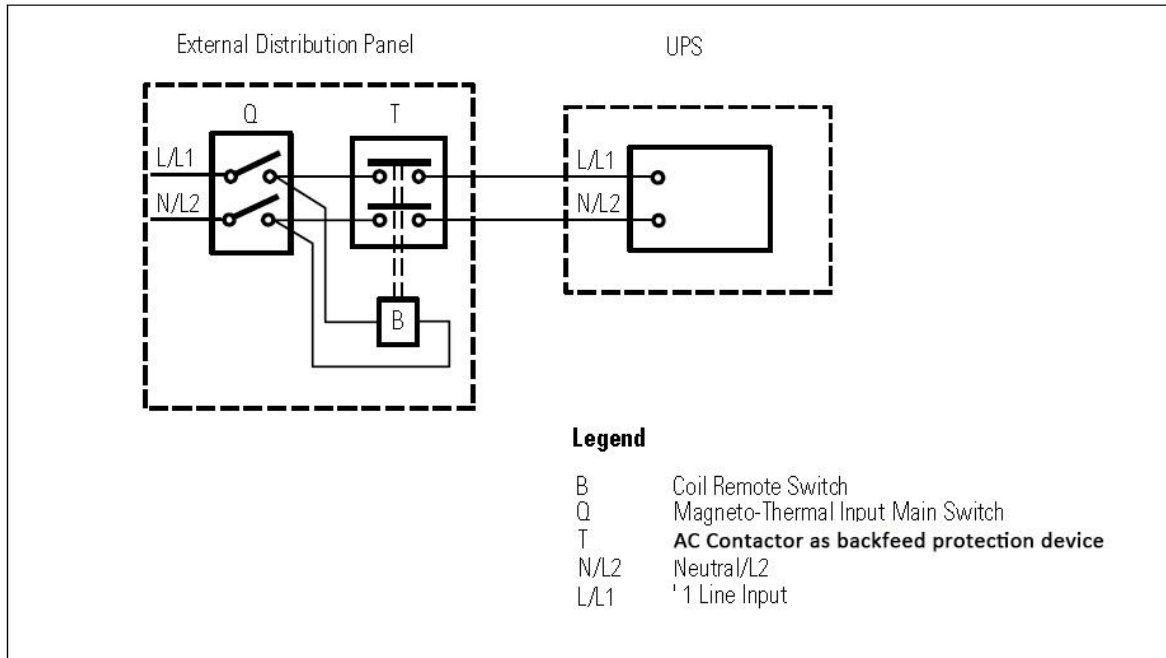 External Distribution Panel
UPS
Q
T
L/L1
N/L2
L/L1
N/L2
B
Legend
B Coil Remote Switch
Q Magneto-Thermal Input Main Switch
T AC Contactor as backfeed protection device
N/L2 Neutral/L2
L/L1 '1 Line Input